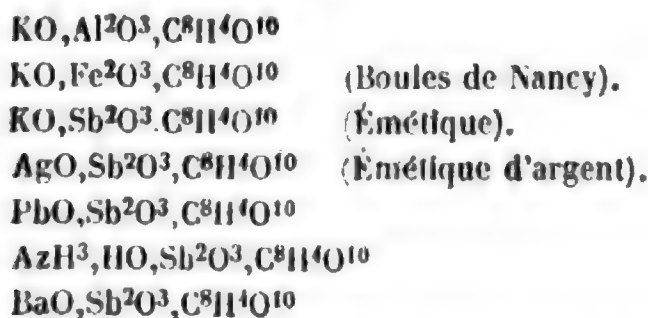 KO,Al²O³,C⁸H⁴O¹⁰
KO,Fe²O³,C⁸H⁴O¹⁰ (Boules de Nancy).
KO,Sb²O³.C⁸H⁴O¹⁰ (Émétique).
AgO,Sb²O³,C⁸H⁴O¹⁰ (Émétique d'argent).
PbO,Sb²O³,C⁸H⁴O¹⁰
AzH³,HO,Sb²O³,C⁸H⁴O¹⁰
BaO,Sb²O³,C⁸H⁴O¹⁰